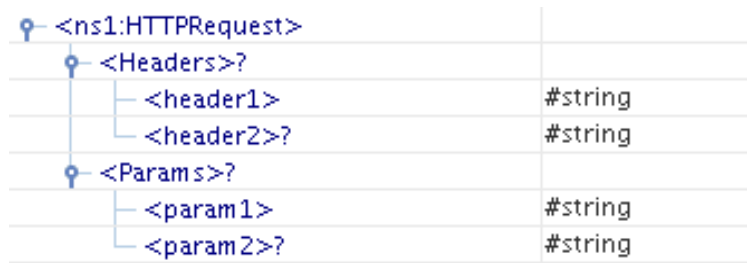 <ns1:HTTPRequest>
<Headers>?
<header1> #string
<header2>? #string
<Params>?
<param1> #string
<param2>? #string